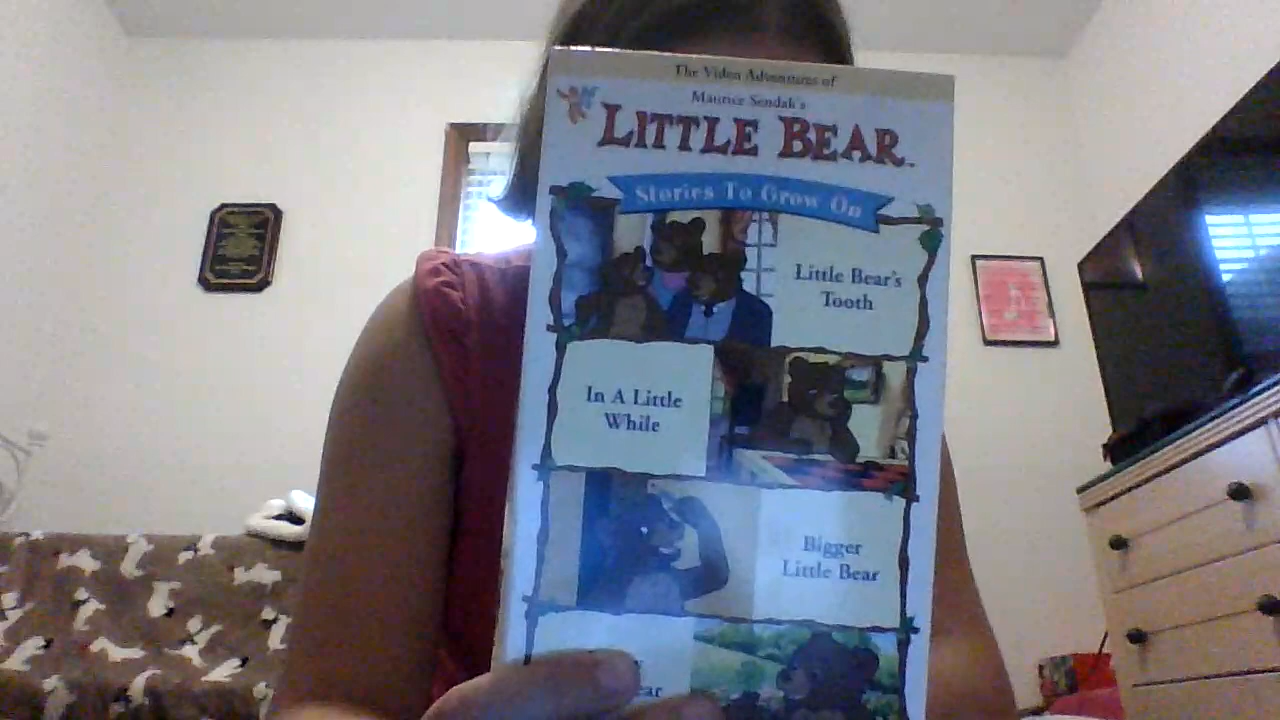 The Video Adventures of
Maurice Sendak's
LITTLE BEAR™
Stories To Grow On
Little Bear's
Tooth
In A Little
While
Bigger
Little Bear